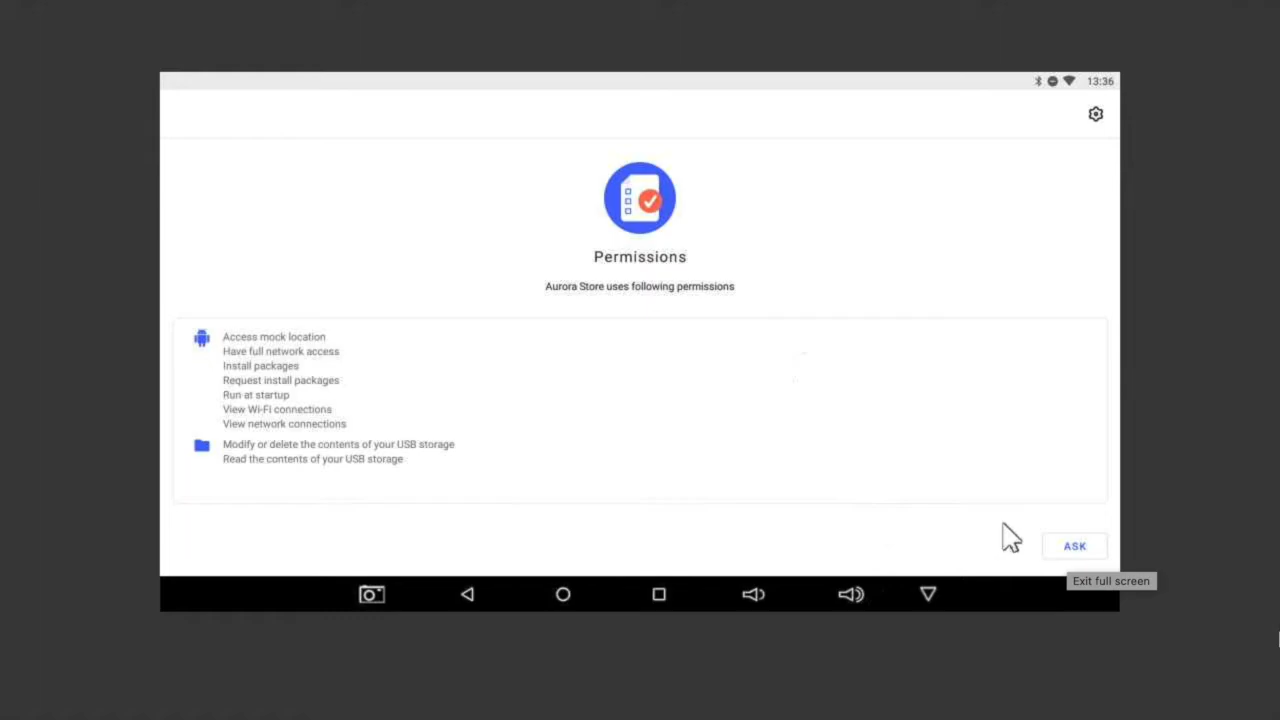 13:36
Permissions
Aurora Store uses following permissions
Access mock location
Have full network access
Install packages
Request install packages
Run at startup
View Wi-Fi connections
View network connections
Modify or delete the contents of your USB storage
Read the contents of your USB storage
ASK
Exit full screen